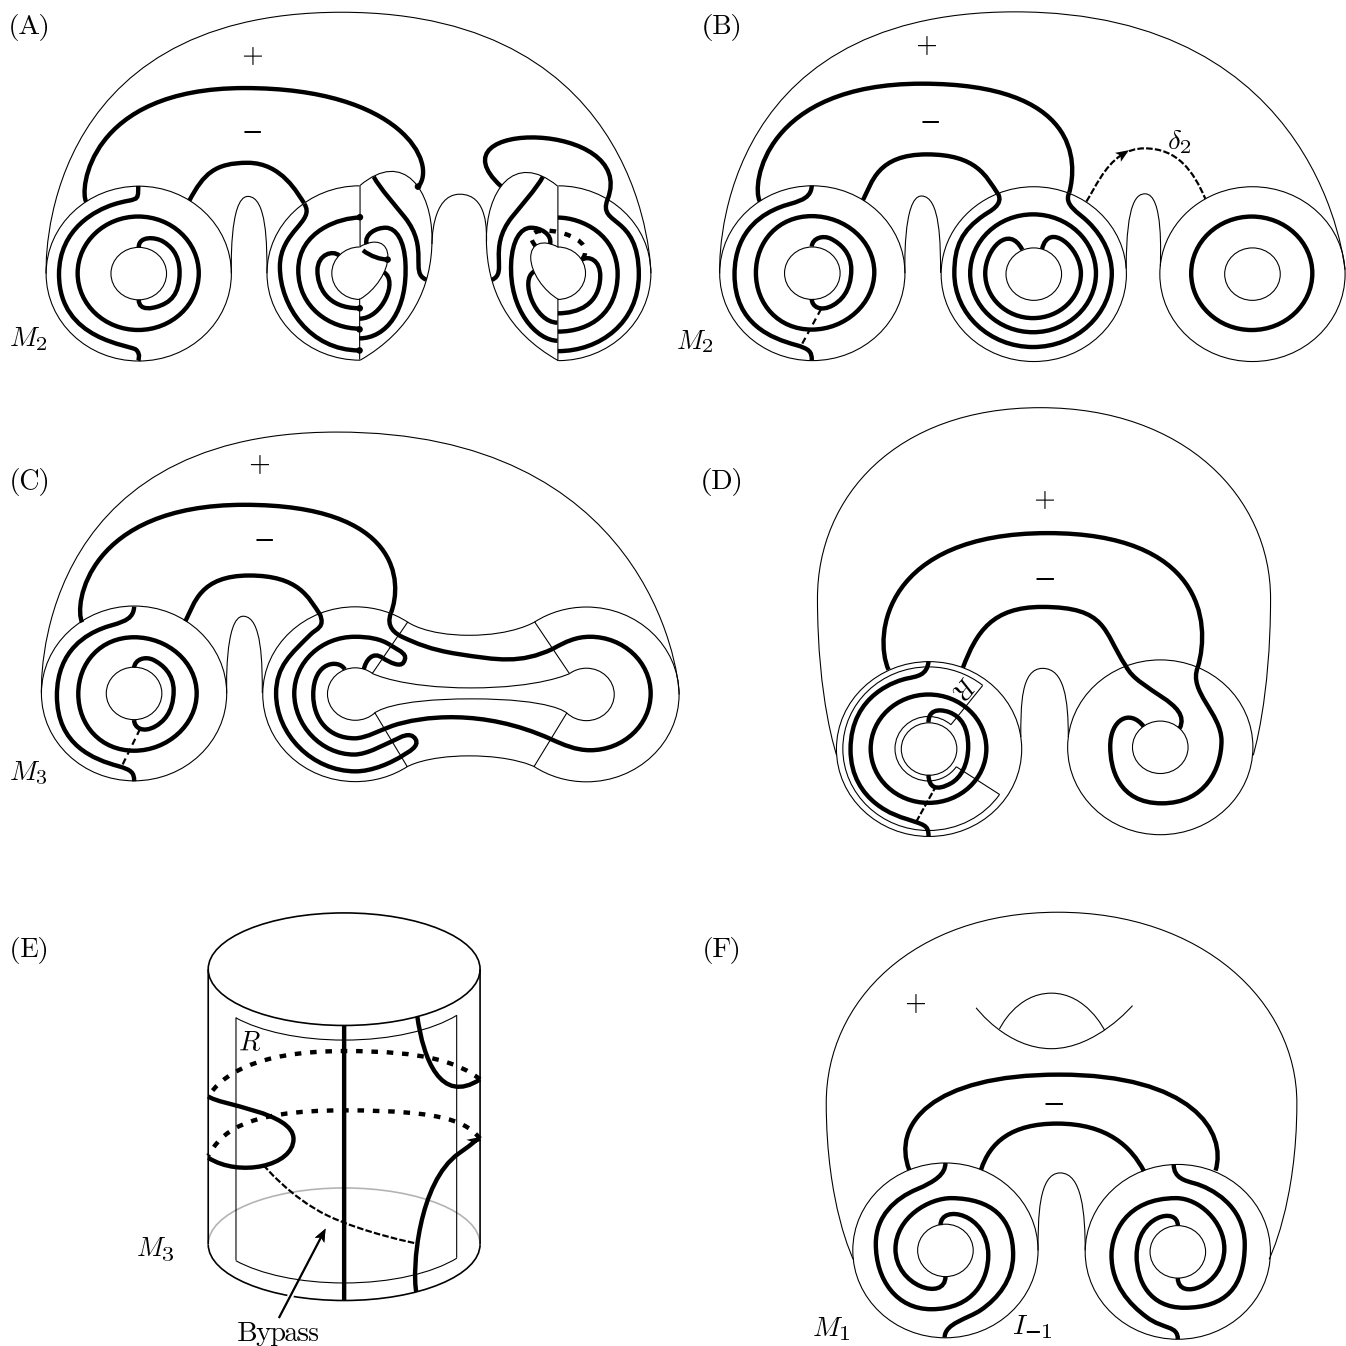 (A)
+
−
M₂
(B)
+
−
δ₂
M₂
(C)
+
−
M₃
(D)
+
−
R
(E)
R
M₃
Bypass
(F)
+
−
M₁
I₋₁